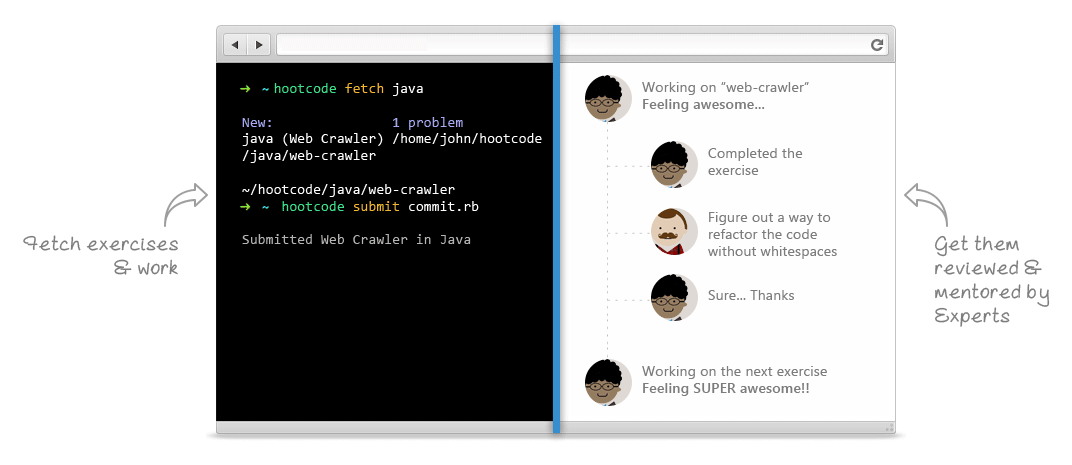 ➜ ~ hootcode fetch java
New: 1 problem
java (Web Crawler) /home/john/hootcode
/java/web-crawler
~/hootcode/java/web-crawler
➜ ~ hootcode submit commit.rb
Submitted Web Crawler in Java
Fetch exercises
& work
Working on “web-crawler”
Feeling awesome...
Completed the
exercise
Figure out a way to
refactor the code
without whitespaces
Sure... Thanks
Working on the next exercise
Feeling SUPER awesome!!
Get them
reviewed &
mentored by
Experts